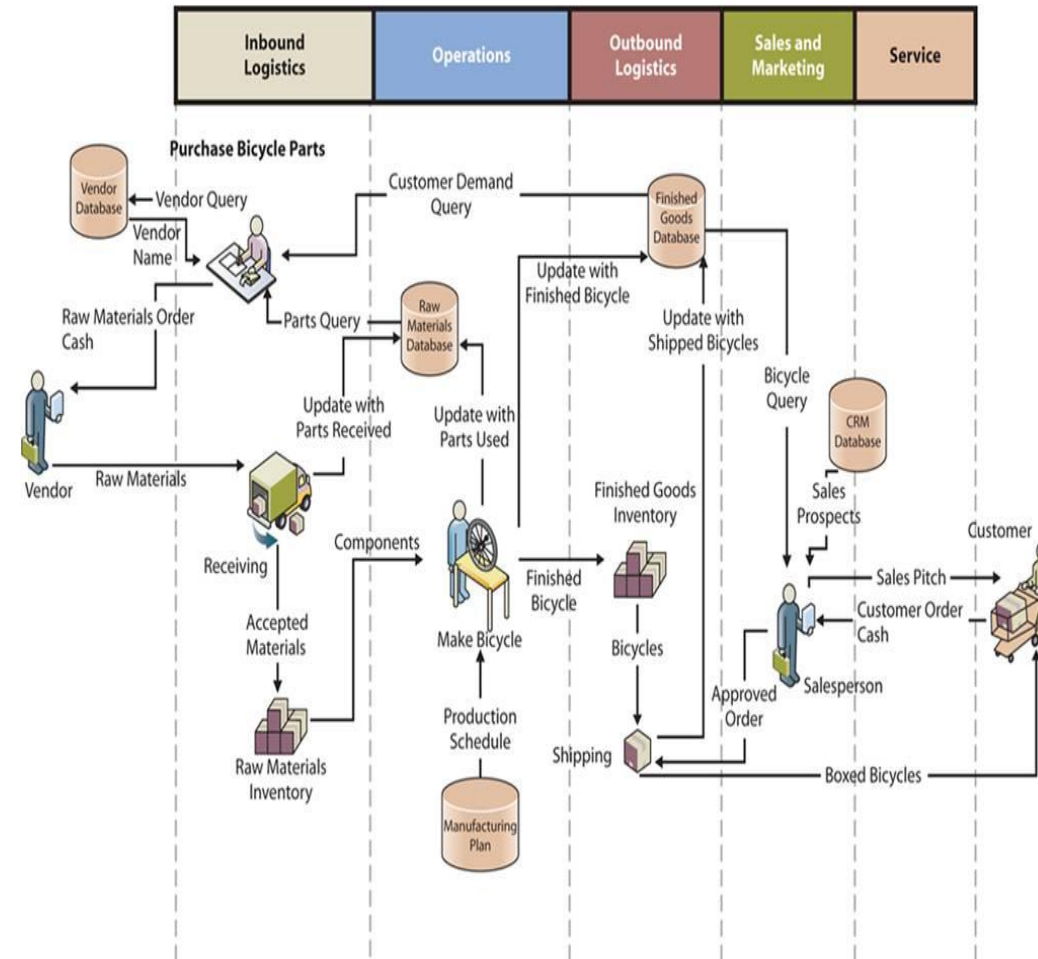 Inbound
Logistics
Operations
Outbound
Logistics
Sales and
Marketing
Service
Purchase Bicycle Parts
Vendor
Database
Vendor Query
Vendor
Name
Customer Demand
Query
Finished
Goods
Database
Update with
Finished Bicycle
Raw Materials Order
Cash
Parts Query
Raw
Materials
Database
Update with
Shipped Bicycles
Bicycle
Query
CRM
Database
Update with
Parts Received
Update with
Parts Used
Vendor
Raw Materials
Receiving
Components
Finished Goods
Inventory
Sales
Prospects
Customer
Make Bicycle
Finished
Bicycle
Sales Pitch
Customer Order
Cash
Accepted
Materials
Bicycles
Salesperson
Approved
Order
Raw Materials
Inventory
Production
Schedule
Shipping
Boxed Bicycles
Manufacturing
Plan